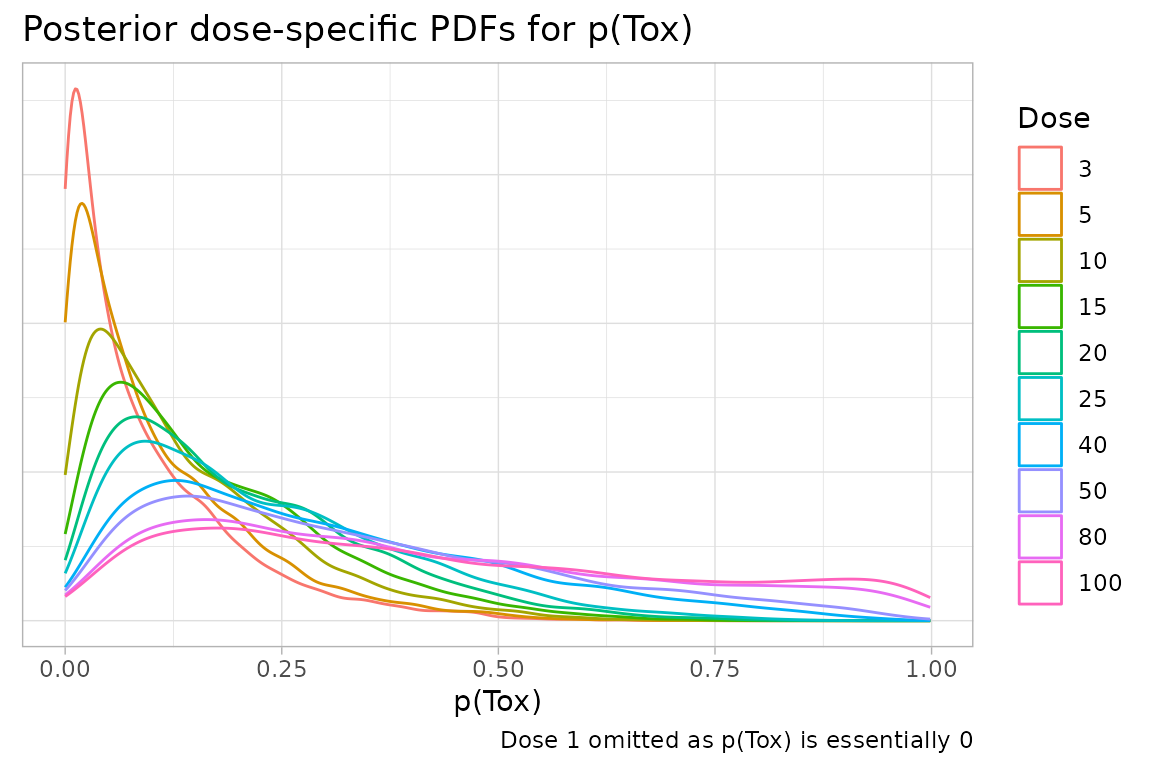 Posterior dose-specific PDFs for p(Tox)
Dose
3
5
10
15
20
25
40
50
80
100
0.00 0.25 0.50 0.75 1.00
p(Tox)
Dose 1 omitted as p(Tox) is essentially 0